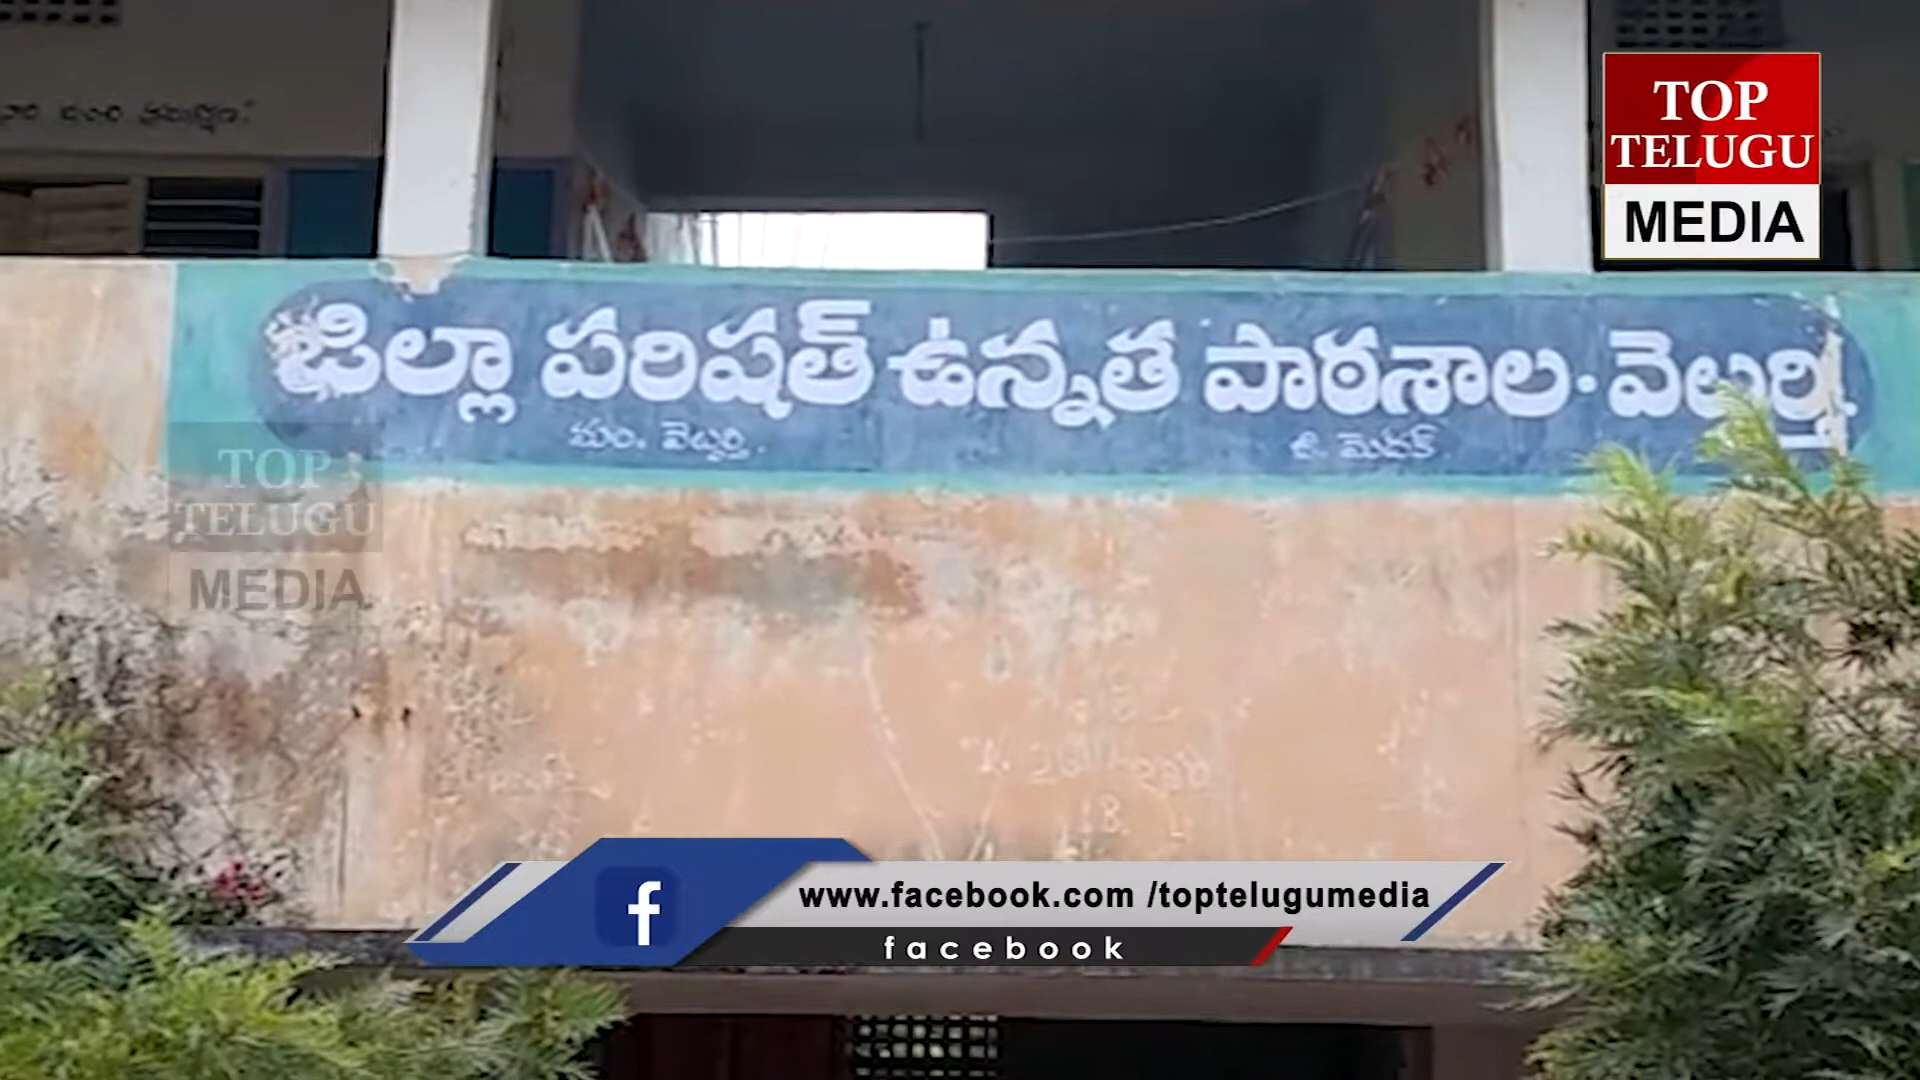 TOP
TELUGU
MEDIA
జిల్లా పరిషత్ ఉన్నత పాఠశాల. వెల్దుర్తి.
మం. వెల్దుర్తి. జి. మెదక్
TOP
TELUGU
MEDIA
www.facebook.com /toptelugumedia
facebook